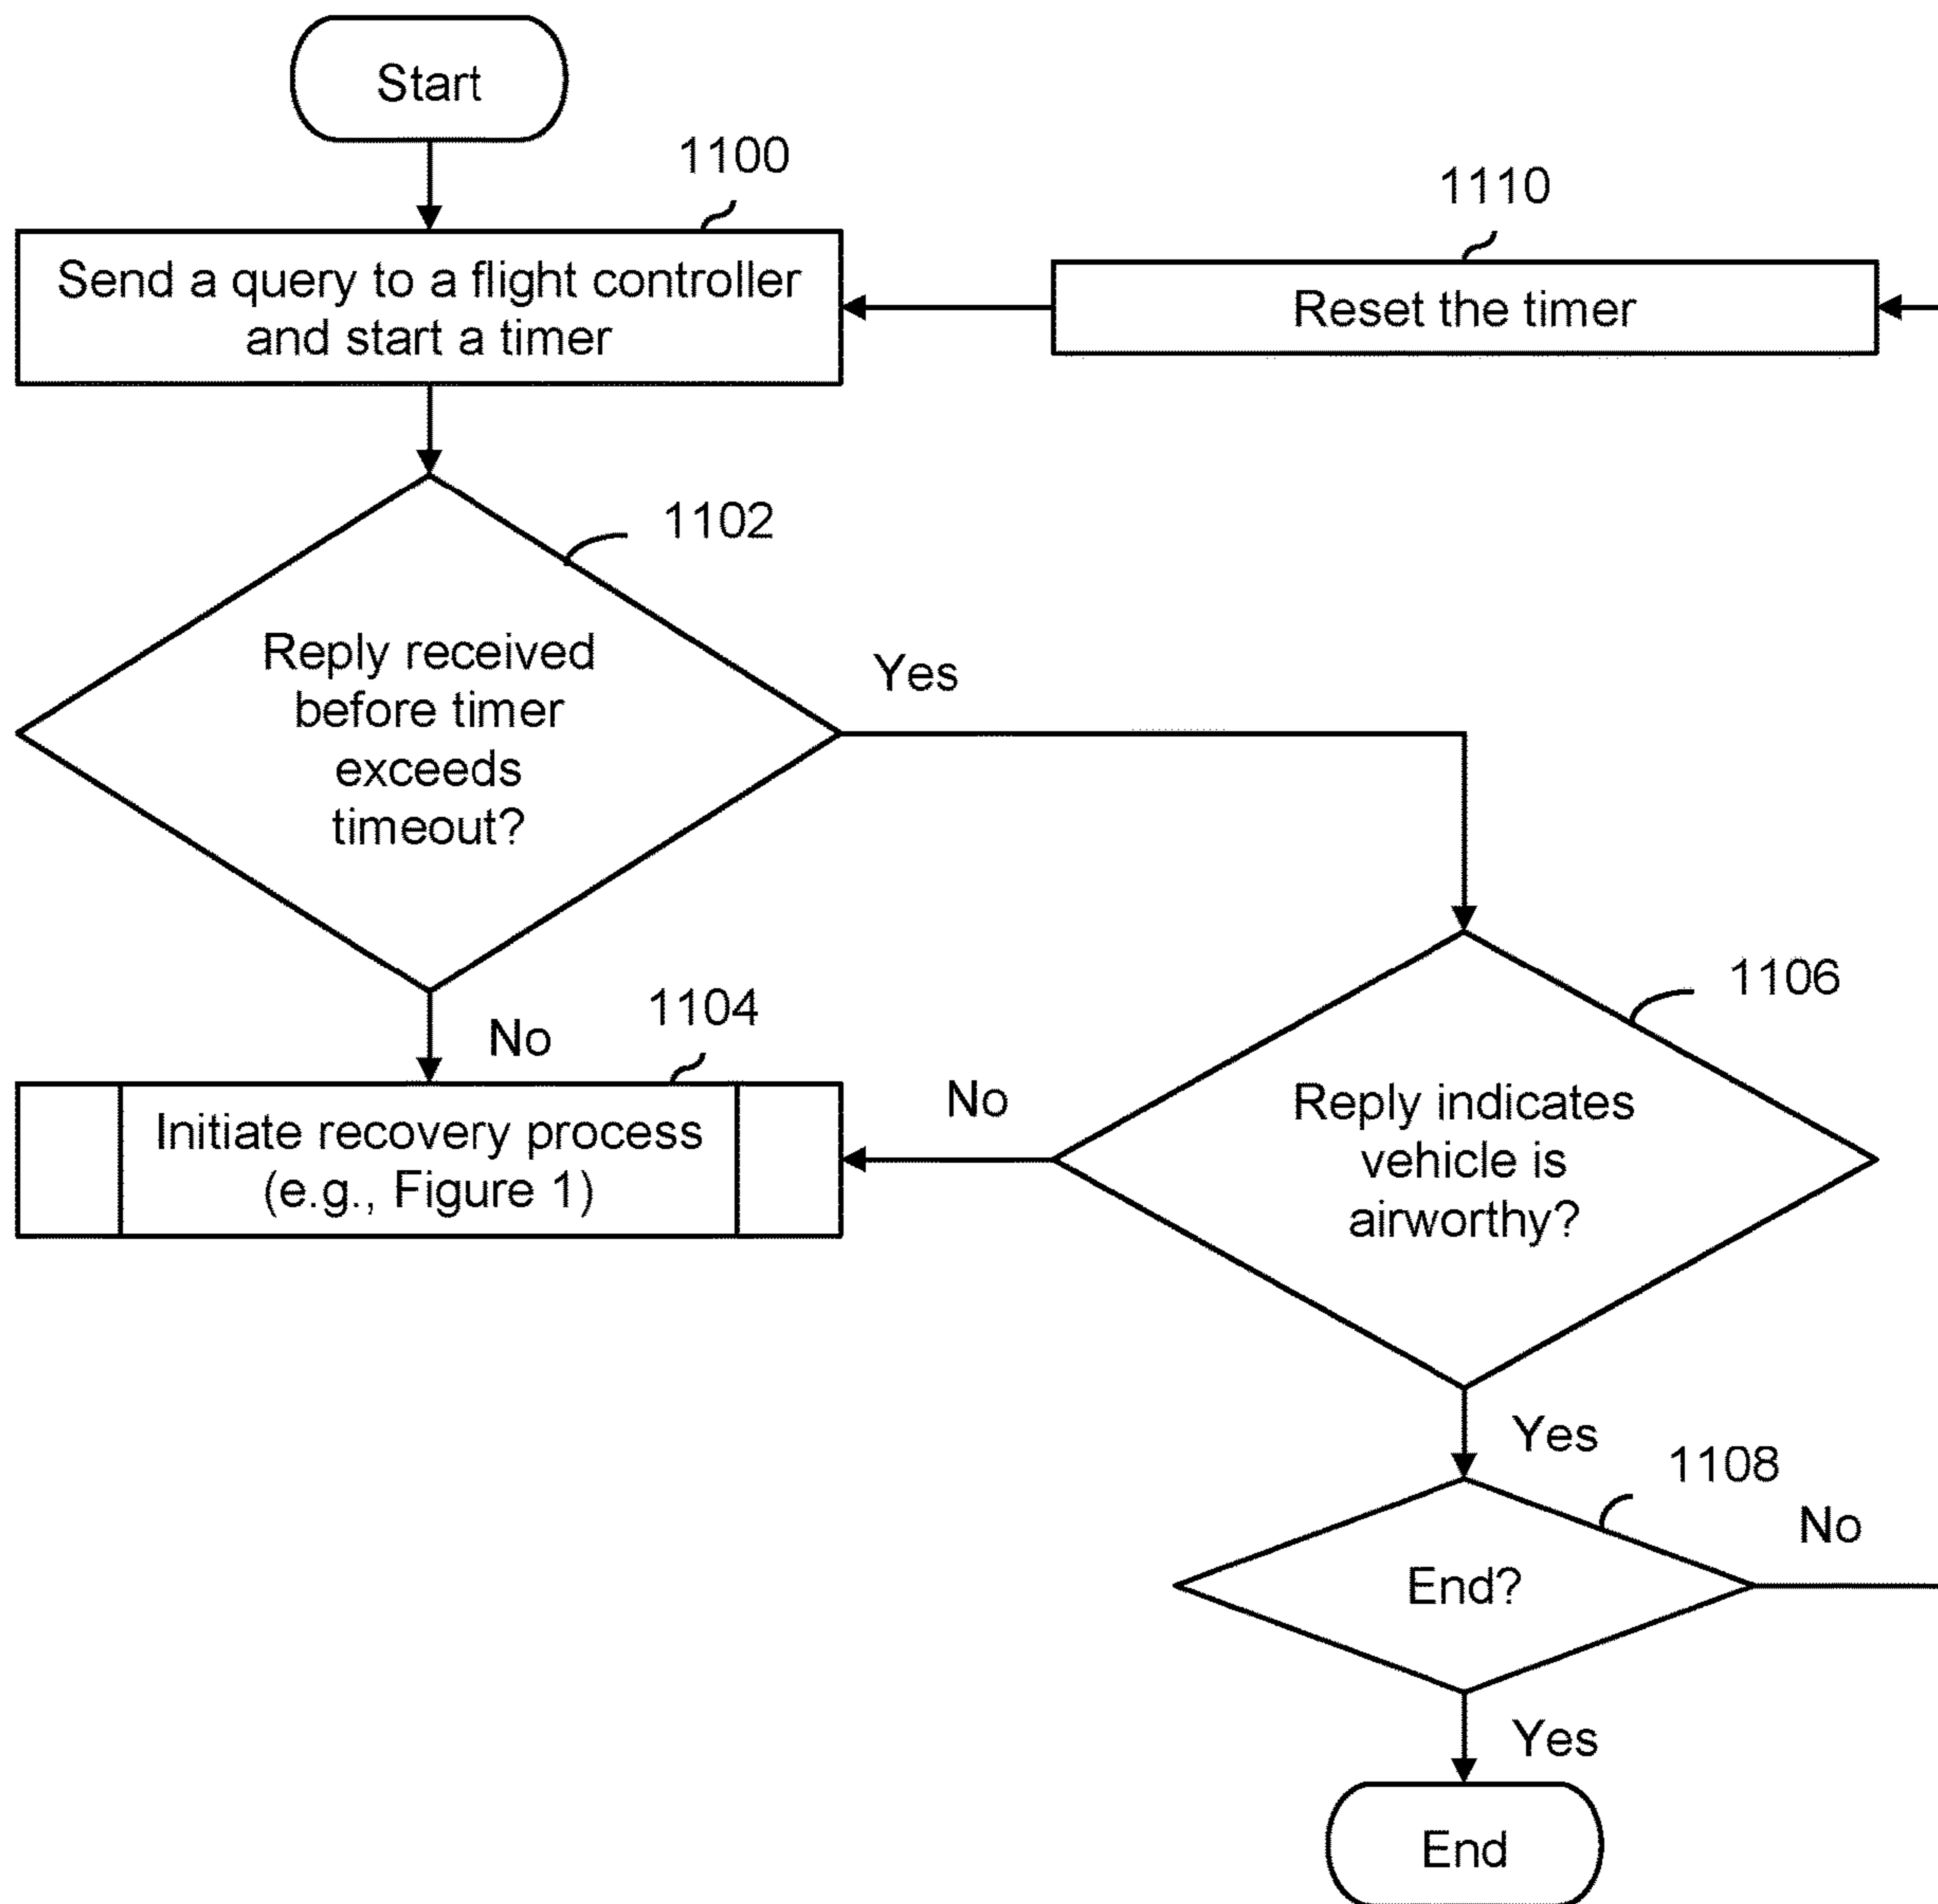 Start
1100
Send a query to a flight controller
and start a timer
1110
Reset the timer
1102
Reply received
before timer
exceeds
timeout?
Yes
No
1104
Initiate recovery process
(e.g., Figure 1)
No
1106
Reply indicates
vehicle is
airworthy?
Yes
1108
End?
No
Yes
End